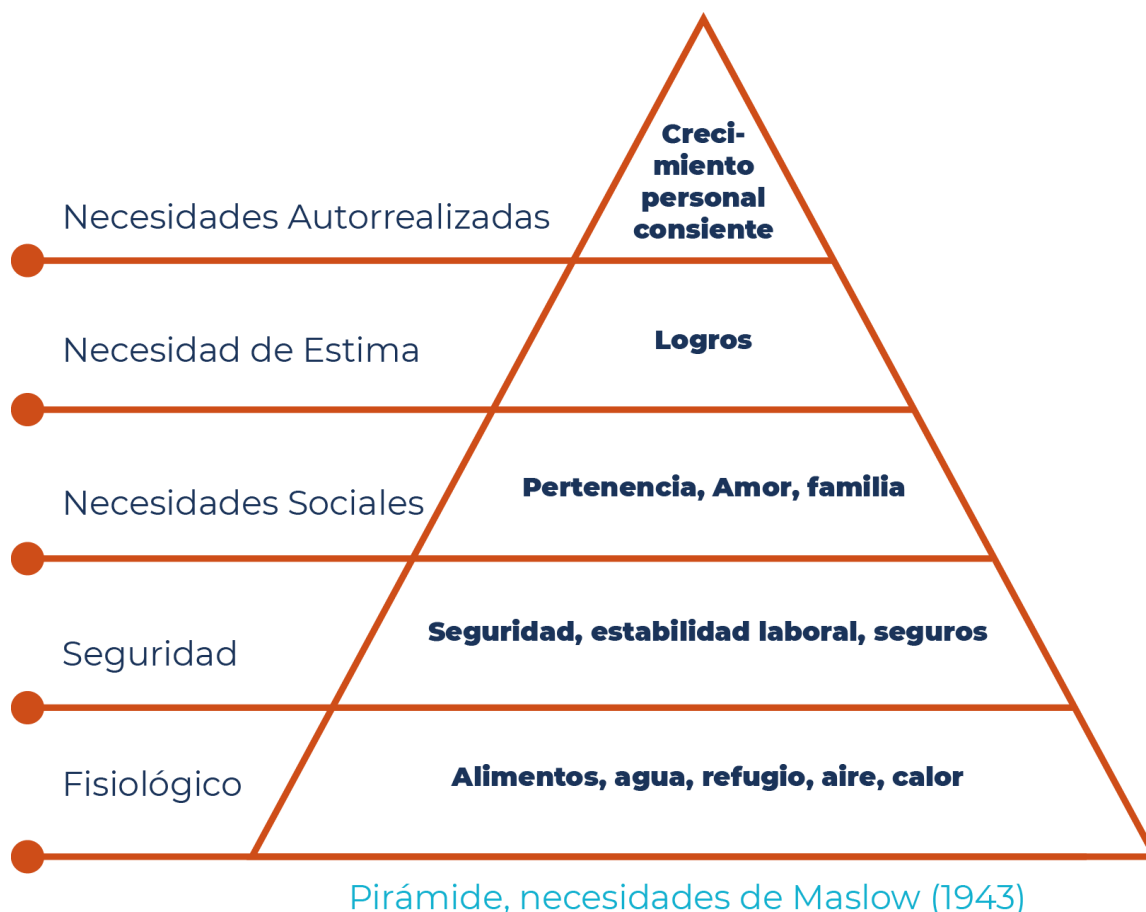 Creci-
miento
personal
consiente
Necesidades Autorrealizadas
Necesidad de Estima
Logros
Necesidades Sociales
Pertenencia, Amor, familia
Seguridad
Seguridad, estabilidad laboral, seguros
Fisiológico
Alimentos, agua, refugio, aire, calor
Pirámide, necesidades de Maslow (1943)